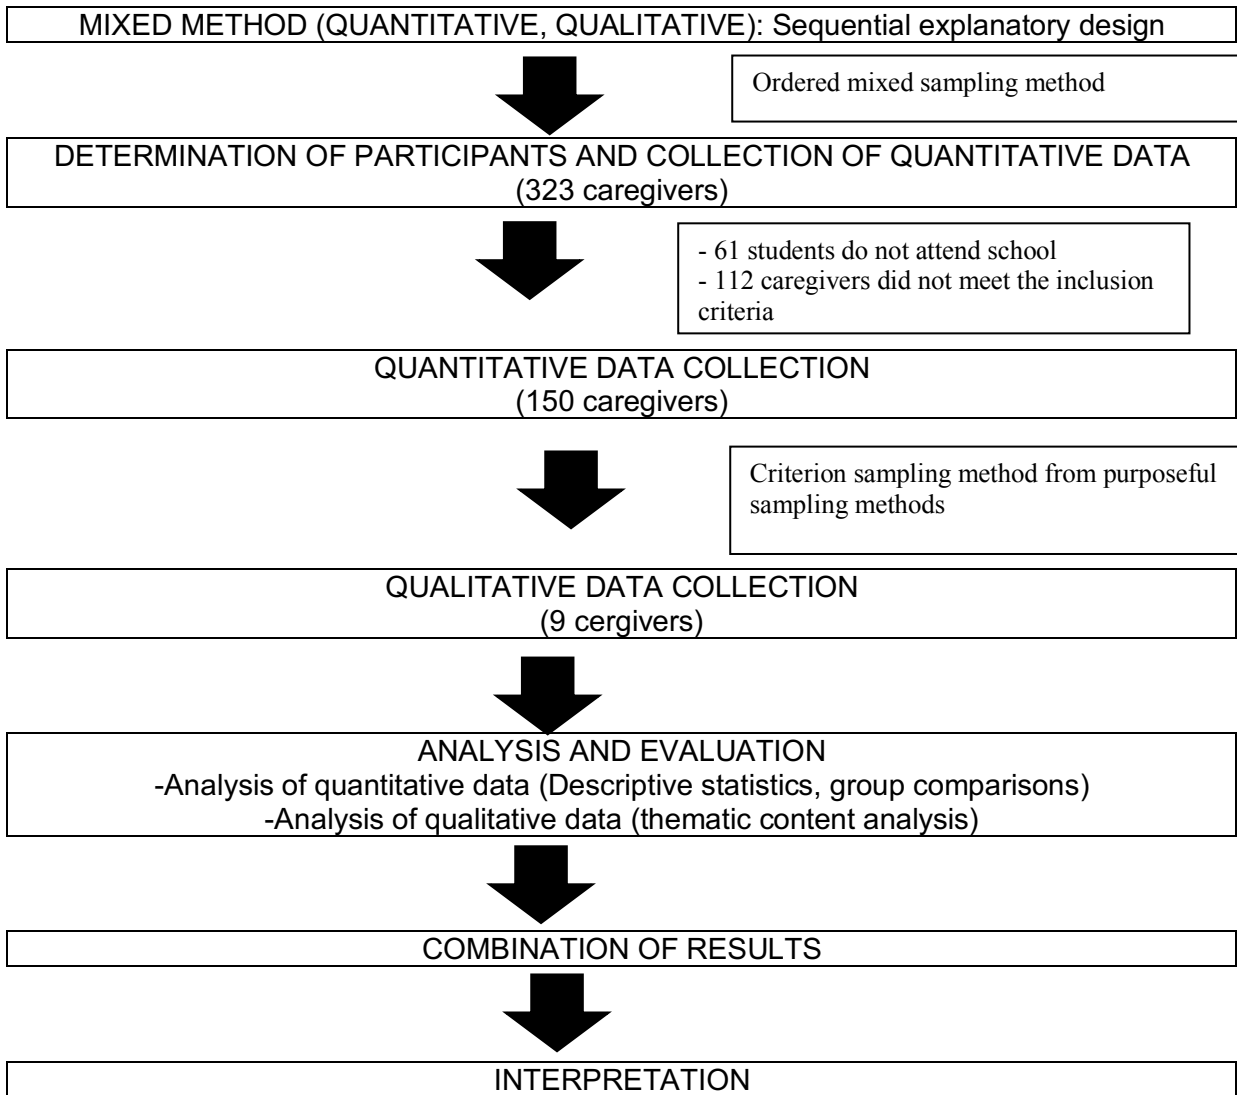 MIXED METHOD (QUANTITATIVE, QUALITATIVE): Sequential explanatory design
Ordered mixed sampling method
DETERMINATION OF PARTICIPANTS AND COLLECTION OF QUANTITATIVE DATA
(323 caregivers)
- 61 students do not attend school
- 112 caregivers did not meet the inclusion
criteria
QUANTITATIVE DATA COLLECTION
(150 caregivers)
Criterion sampling method from purposeful
sampling methods
QUALITATIVE DATA COLLECTION
(9 cergivers)
ANALYSIS AND EVALUATION
-Analysis of quantitative data (Descriptive statistics, group comparisons)
-Analysis of qualitative data (thematic content analysis)
COMBINATION OF RESULTS
INTERPRETATION